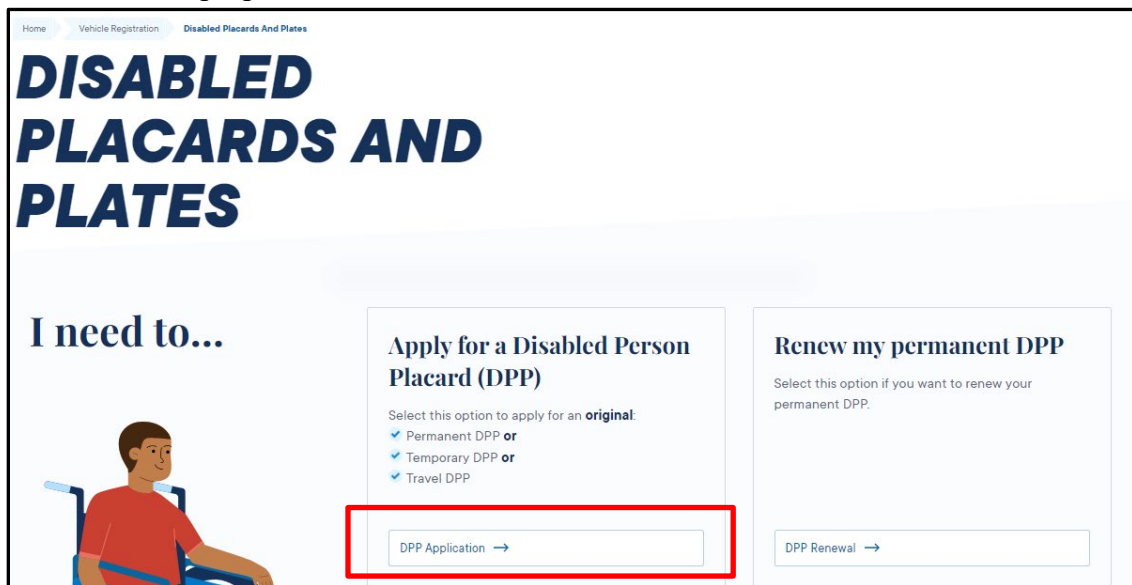 Home Vehicle Registration Disabled Placards And Plates
DISABLED
PLACARDS AND
PLATES
I need to...
Apply for a Disabled Person
Placard (DPP)
Select this option to apply for an original:
Permanent DPP or
Temporary DPP or
Travel DPP
DPP Application →
Renew my permanent DPP
Select this option if you want to renew your
permanent DPP.
DPP Renewal →